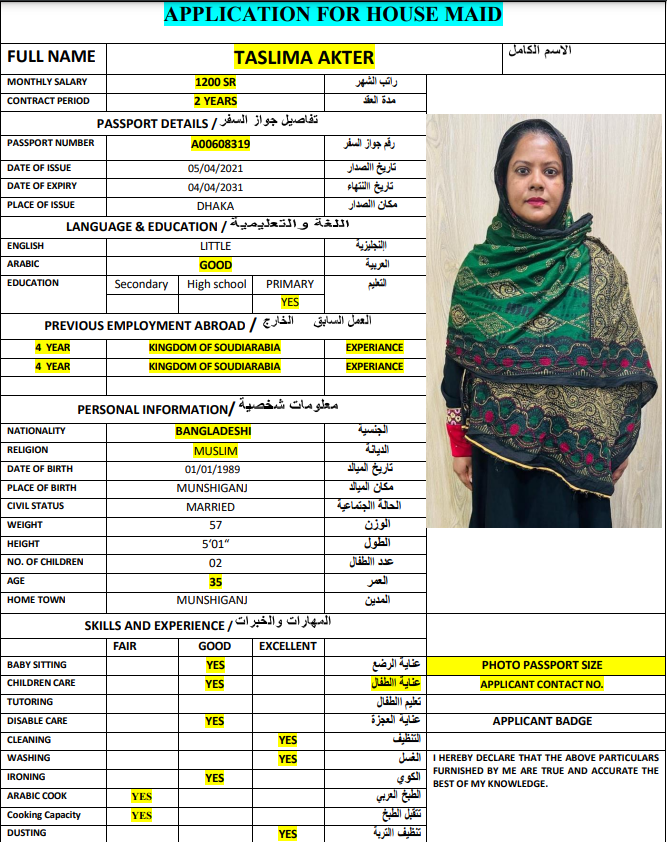 APPLICATION FOR HOUSE MAID
FULL NAME TASLIMA AKTER الاسم الكامل
MONTHLY SALARY 1200 SR راتب الشهر
CONTRACT PERIOD 2 YEARS مدة العقد
PASSPORT DETAILS / تفاصيل جواز السفر
PASSPORT NUMBER A00608319 رقم جواز السفر
DATE OF ISSUE 05/04/2021 تاريخ الصدار
DATE OF EXPIRY 04/04/2031 تاريخ النتهاء
PLACE OF ISSUE DHAKA مكان الصدار
LANGUAGE & EDUCATION / اللغة و التعليمية
ENGLISH LITTLE النجليزية
ARABIC GOOD العربية
EDUCATION Secondary High school PRIMARY التعليم
YES
PREVIOUS EMPLOYMENT ABROAD / العمل السابق الخارج
4 YEAR KINGDOM OF SOUDIARABIA EXPERIANCE
4 YEAR KINGDOM OF SOUDIARABIA EXPERIANCE
PERSONAL INFORMATION/ معلومات شخصية
NATIONALITY BANGLADESHI الجنسية
RELIGION MUSLIM الديانة
DATE OF BIRTH 01/01/1989 تاريخ الميالد
PLACE OF BIRTH MUNSHIGANJ مكان الميالد
CIVIL STATUS MARRIED الحالة الجتماعية
WEIGHT 57 الوزن
HEIGHT 5'01" الطول
NO. OF CHILDREN 02 عدد الطفال
AGE 35 العمر
HOME TOWN MUNSHIGANJ المدين
SKILLS AND EXPERIENCE / المهارات والخبرات
FAIR GOOD EXCELLENT
BABY SITTING YES عناية الرضع
CHILDREN CARE YES عناية الطفال
TUTORING تعليم الطفال
DISABLE CARE YES عناية العجزة
CLEANING YES التنظيف
WASHING YES الغسل
IRONING YES الكوي
ARABIC COOK YES الطبخ العربي
Cooking Capacity YES تتقبل الطبخ
DUSTING YES تنظيف التربة
PHOTO PASSPORT SIZE
APPLICANT CONTACT NO.
APPLICANT BADGE
I HEREBY DECLARE THAT THE ABOVE PARTICULARS
FURNISHED BY ME ARE TRUE AND ACCURATE THE
BEST OF MY KNOWLEDGE.